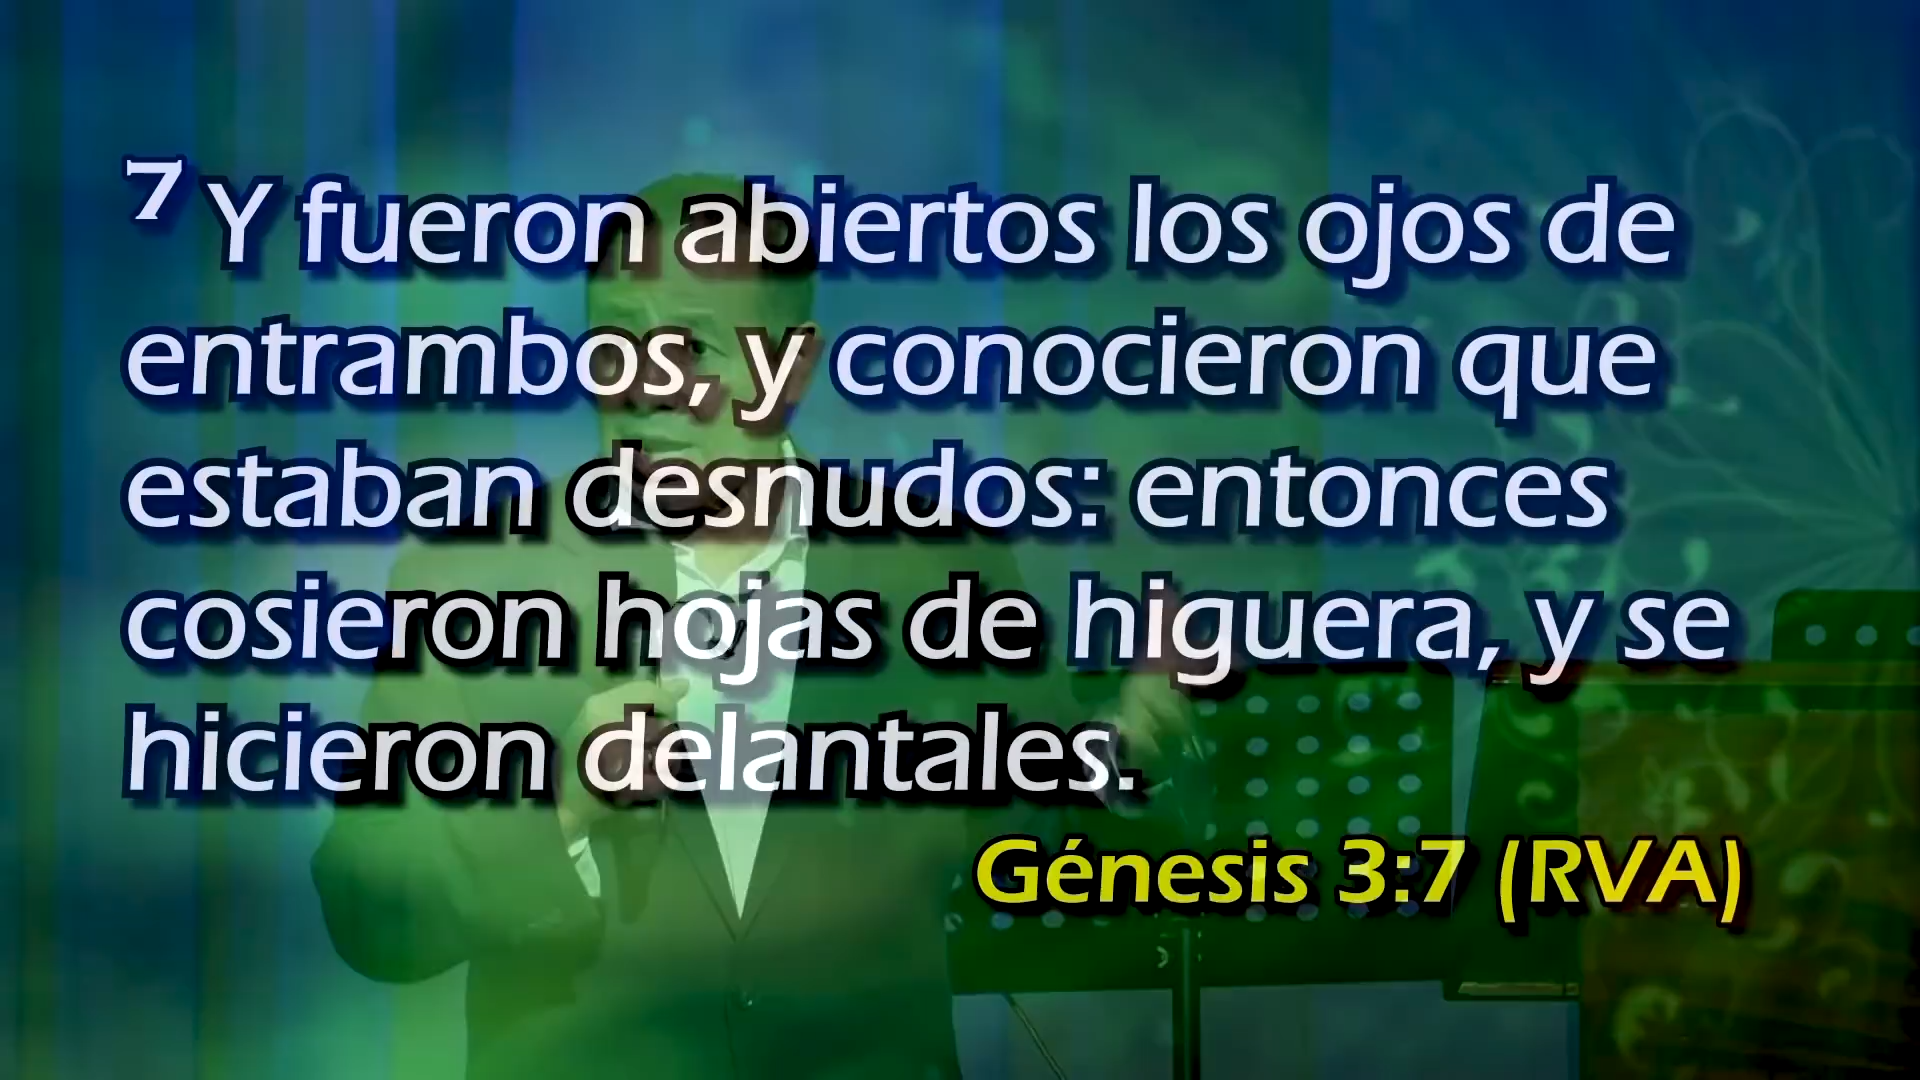 7 Y fueron abiertos los ojos de
entrambos, y conocieron que
estaban desnudos: entonces
cosieron hojas de higuera, y se
hicieron delantales.
Génesis 3:7 (RVA)